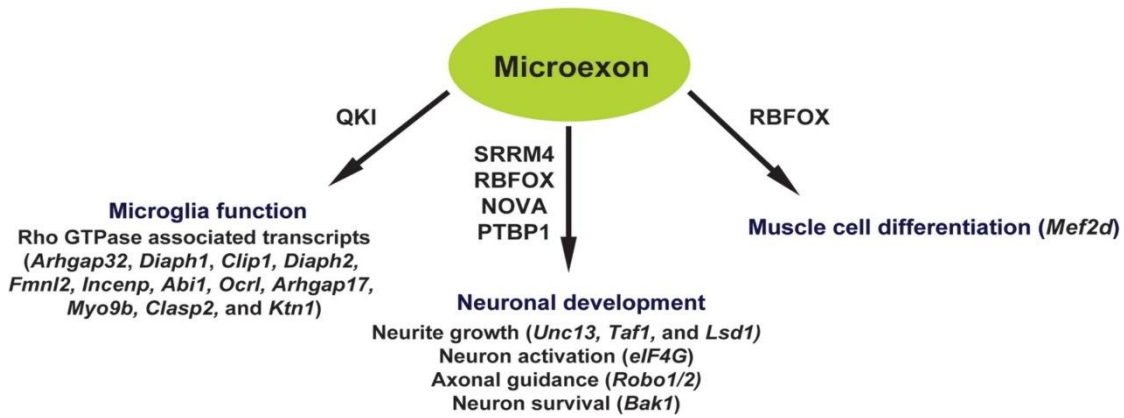 Microexon
QKI
SRRM4
RBFOX
NOVA
PTBP1
RBFOX
Microglia function
Rho GTPase associated transcripts
(Arhgap32, Diaph1, Clip1, Diaph2,
Fmnl2, Incenp, Abi1, Ocrl, Arhgap17,
Myo9b, Clasp2, and Ktn1)
Neuronal development
Neurite growth (Unc13, Taf1, and Lsd1)
Neuron activation (eIF4G)
Axonal guidance (Robo1/2)
Neuron survival (Bak1)
Muscle cell differentiation (Mef2d)